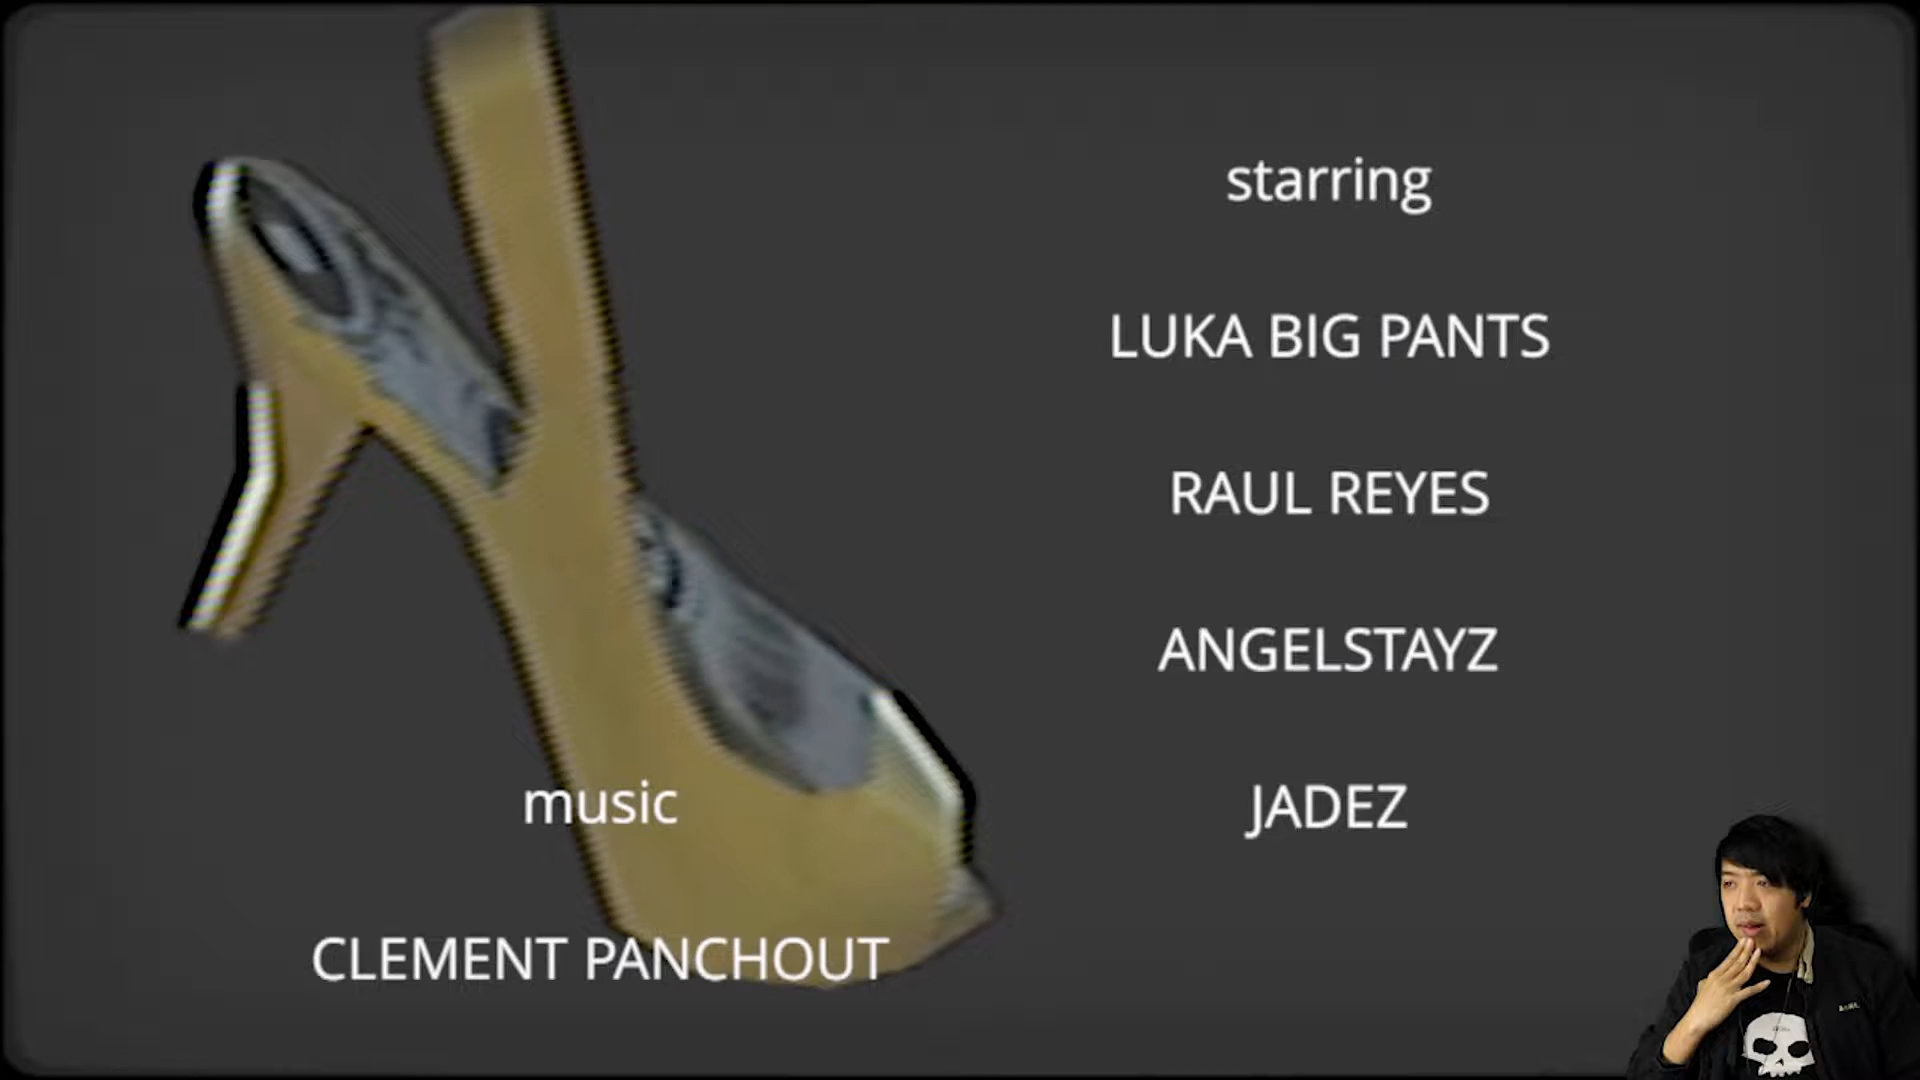 starring
LUKA BIG PANTS
RAUL REYES
ANGELSTAYZ
JADEZ
music
CLEMENT PANCHOUT